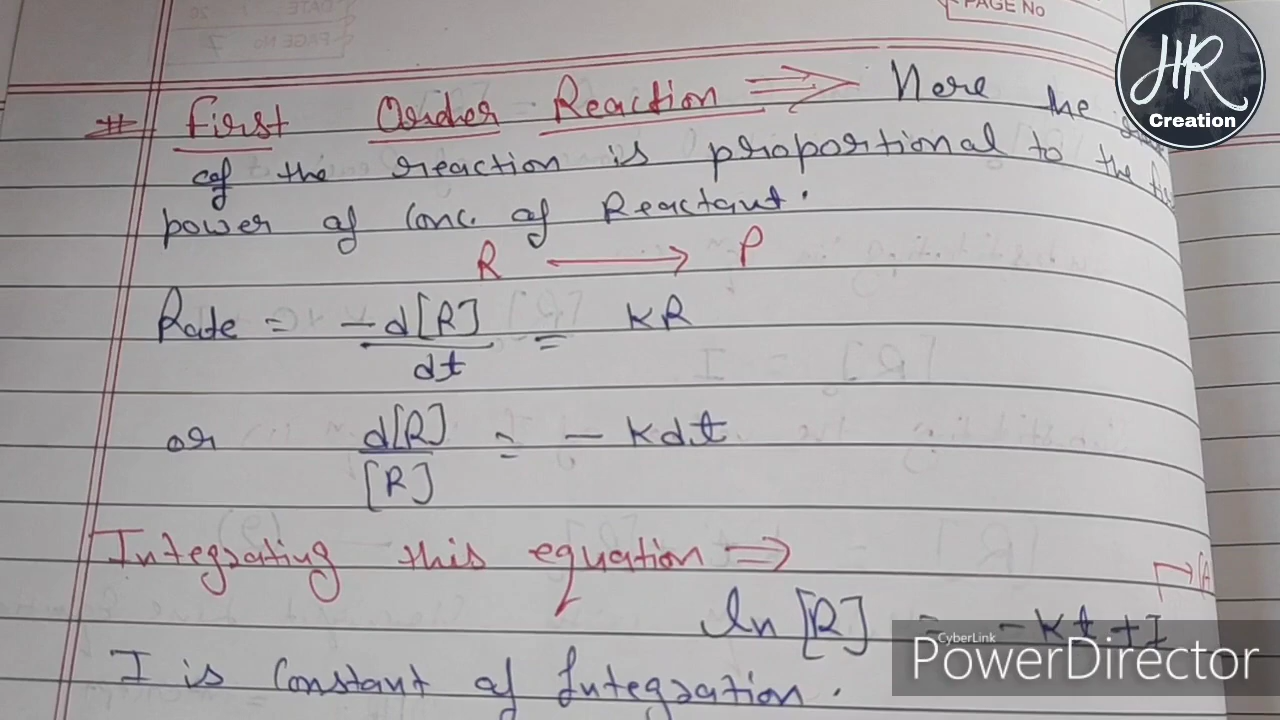 PAGE No
HR
Creation
# First Order Reaction ⇒ Here the
of the reaction is proportional to the
power of Conc. of Reactant.
R ⟶ P
Rate = -d[R]/dt = KR
or d[R]/[R] = - Kdt
Integrating this equation ⇒
ln [R] = -Kt + I
I is Constant of Integration.
CyberLink
PowerDirector